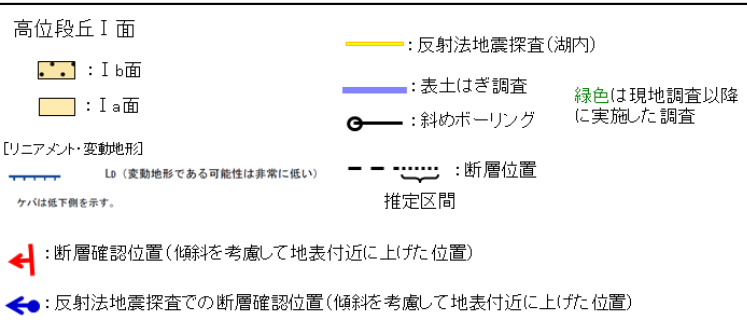 高位段丘Ⅰ面
：Ⅰb面
：Ⅰa面
[リニアメント・変動地形]
LD（変動地形である可能性は非常に低い）
ケバは低下側を示す。
：反射法地震探査(湖内)
：表土はぎ調査
：斜めボーリング
緑色は現地調査以降
に実施した調査
：断層位置
推定区間
：断層確認位置(傾斜を考慮して地表付近に上げた位置)
：反射法地震探査での断層確認位置(傾斜を考慮して地表付近に上げた位置)